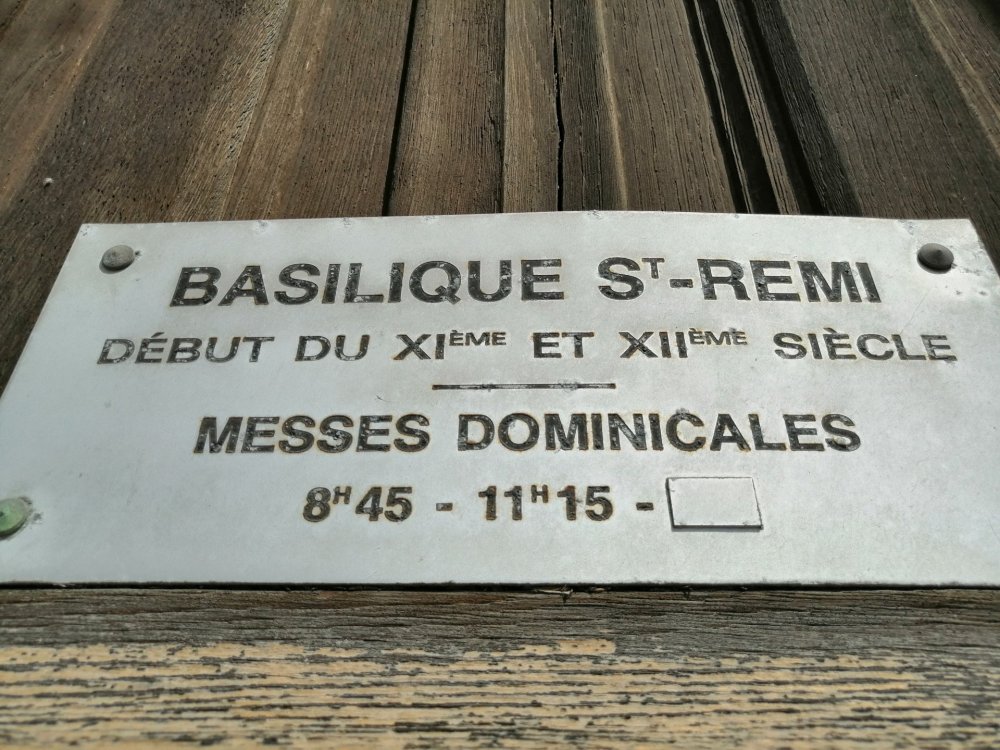 BASILIQUE Sᵀ-REMI
DÉBUT DU XIÈME ET XIIÈME SIÈCLE
MESSES DOMINICALES
8ᴴ45 - 11ᴴ15 -